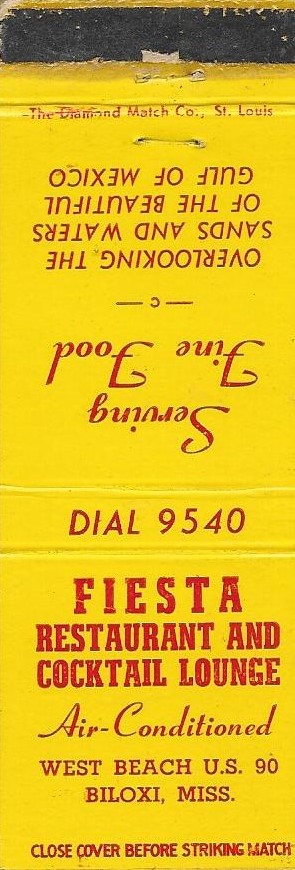 The Diamond Match Co., St. Louis
Serving
Fine Food
— c —
OVERLOOKING THE
SANDS AND WATERS
OF THE BEAUTIFUL
GULF OF MEXICO
DIAL 9540
FIESTA
RESTAURANT AND
COCKTAIL LOUNGE
Air-Conditioned
WEST BEACH U.S. 90
BILOXI, MISS.
CLOSE COVER BEFORE STRIKING MATCH